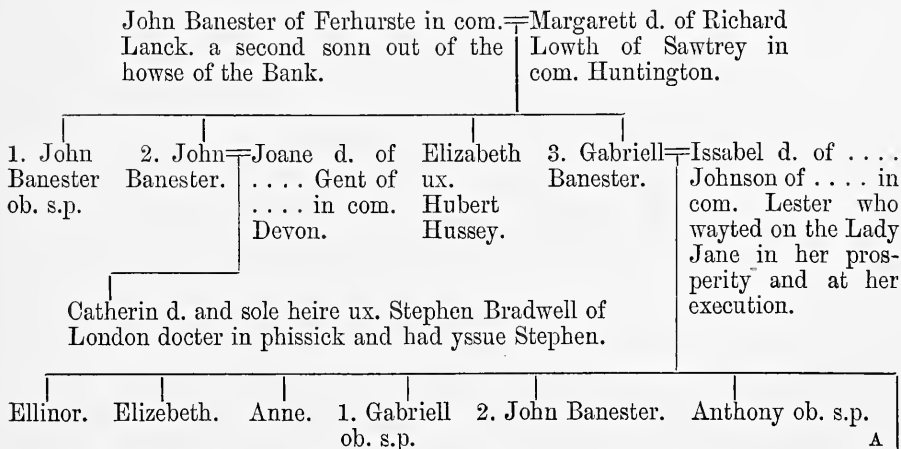 John Banester of Ferhurste in com.
Lanck. a second sonn out of the
howse of the Bank.
Margarett d. of Richard
Lowth of Sawtrey in
com. Huntington.
1. John
Banester
ob. s.p.
2. John
Banester.
Joane d. of
. . . . Gent of
. . . . in com.
Devon.
Elizabeth
ux.
Hubert
Hussey.
3. Gabriell
Banester.
Issabel d. of . . . .
Johnson of . . . . in
com. Lester who
wayted on the Lady
Jane in her pros-
perity and at her
execution.
Catherin d. and sole heire ux. Stephen Bradwell of
London docter in phissick and had yssue Stephen.
Ellinor.
Elizebeth.
Anne.
1. Gabriell
ob. s.p.
2. John Banester.
Anthony ob. s.p.
A